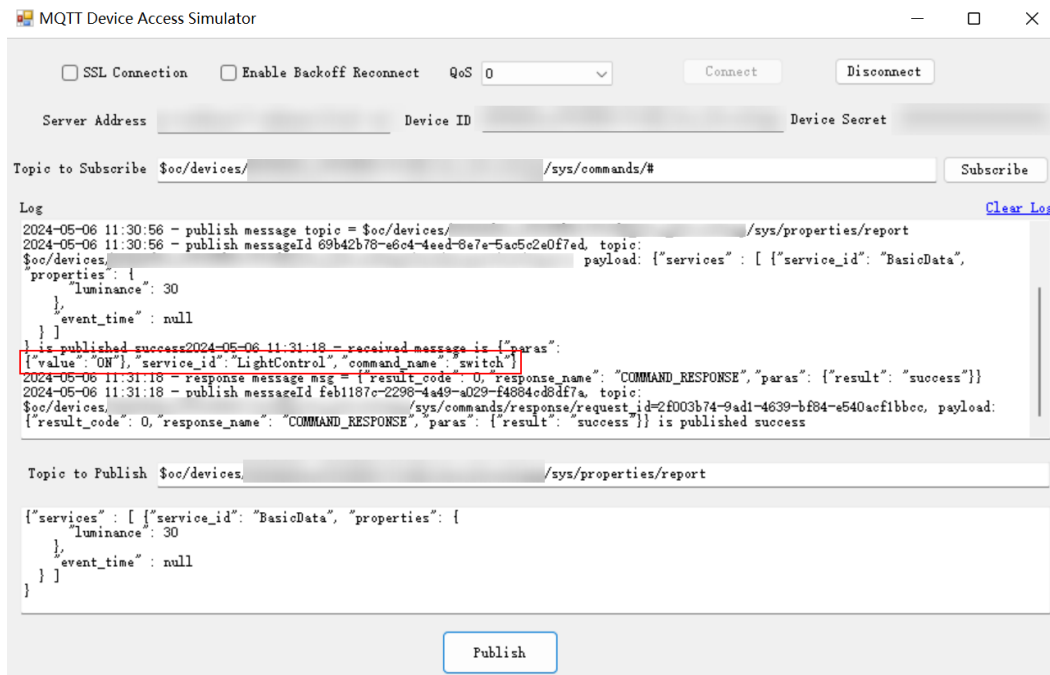 MQTT Device Access Simulator
SSL Connection Enable Backoff Reconnect QoS 0 Connect Disconnect
Server Address Device ID Device Secret
Topic to Subscribe $oc/devices/ /sys/commands/# Subscribe
Log Clear Log
2024-05-06 11:30:56 - publish message topic = $oc/devices/ /sys/properties/report
2024-05-06 11:30:56 - publish messageId 69b42b78-e6c4-4eed-8e7e-5ac5c2e0f7ed, topic:
$oc/devices, payload: {"services" : [ {"service_id": "BasicData",
"properties": {
"luminance": 30
},
"event_time" : null
} ]
} is published success2024-05-06 11:31:18 - received message is {"paras":
{"value":"ON"},"service_id":"LightControl","command_name":"switch"}
2024-05-06 11:31:18 - response message msg = {"result_code": 0,"response_name": "COMMAND_RESPONSE","paras": {"result": "success"}}
2024-05-06 11:31:18 - publish messageId feb1187c-2298-4a49-a029-f4884cd8df7a, topic:
$oc/devices, /sys/commands/response/request_id=2f003b74-9ad1-4639-bf84-e540acf1bbcc, payload:
{"result_code": 0,"response_name": "COMMAND_RESPONSE","paras": {"result": "success"}} is published success
Topic to Publish $oc/devices, /sys/properties/report
{"services" : [ {"service_id": "BasicData", "properties": {
"luminance": 30
},
"event_time" : null
} ]
}
Publish